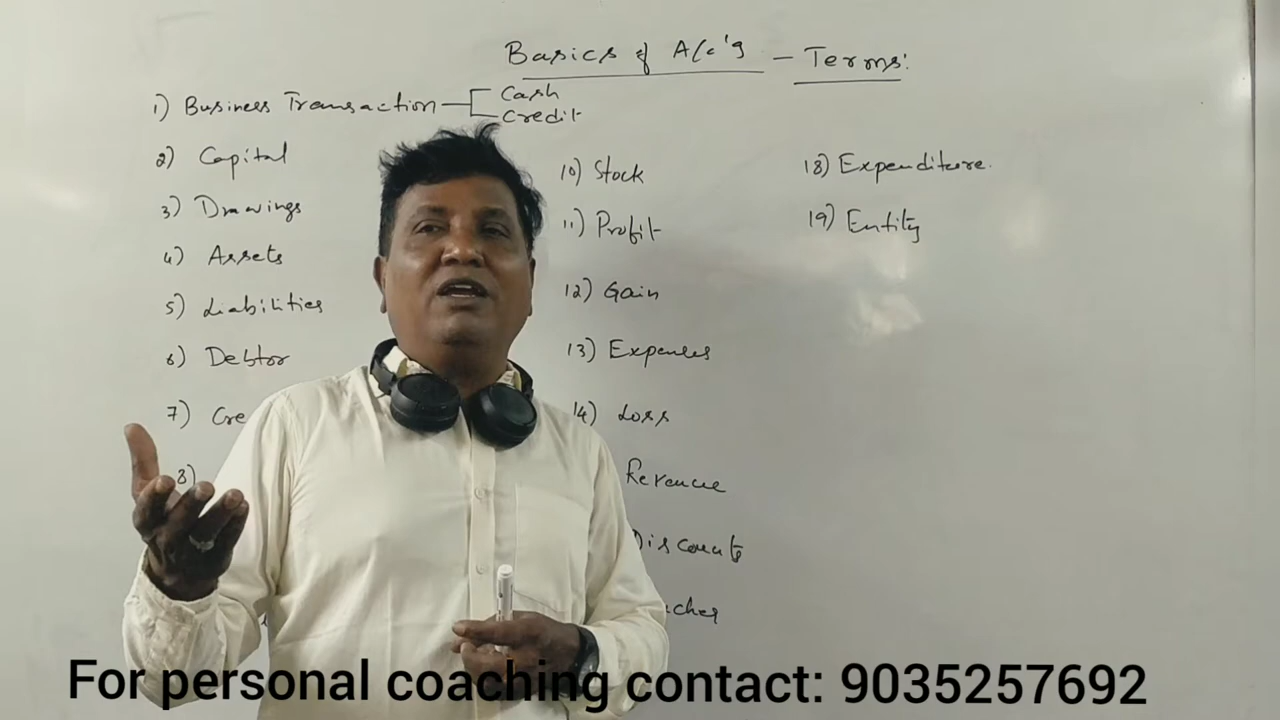 Basics of A/c's - Terms:
1) Business Transaction
Cash
Credit
2) Capital
3) Drawings
4) Assets
5) Liabilities
6) Debtor
7) Cre
8)
10) Stock
11) Profit
12) Gain
13) Expenses
14) Loss
Revenue
Discounts
cher
18) Expenditure.
19) Entity
For personal coaching contact: 9035257692